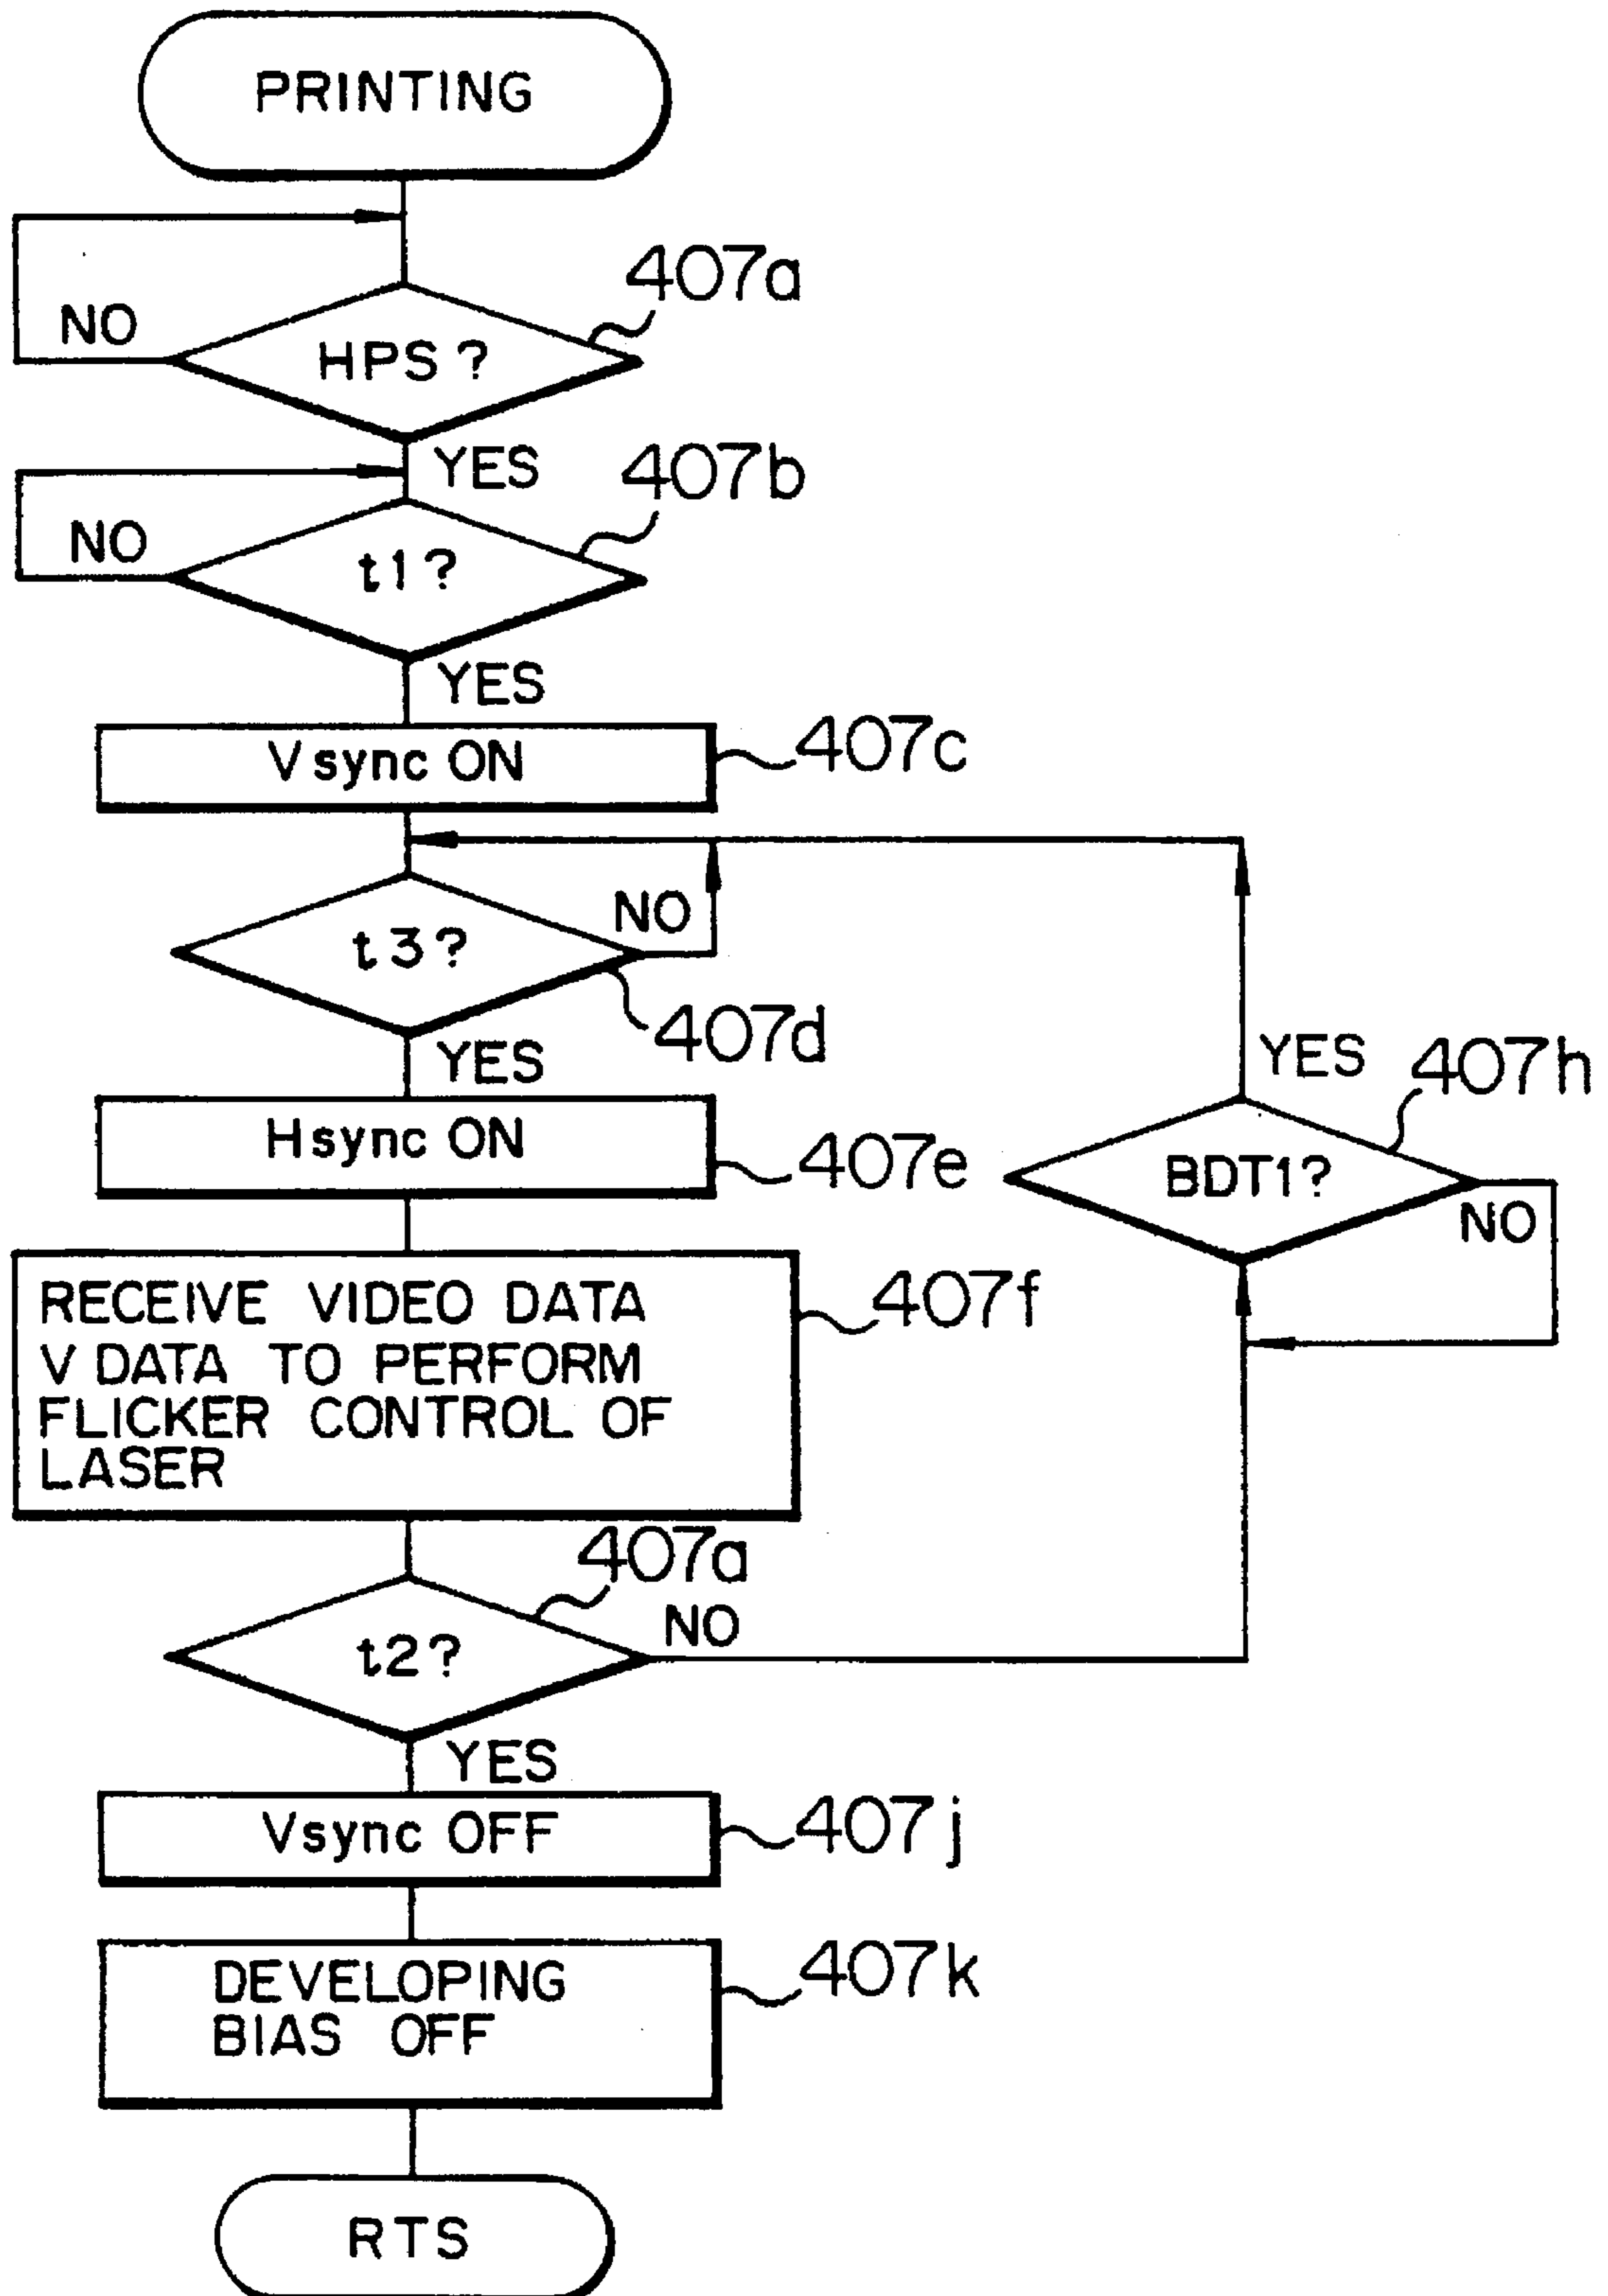 PRINTING
407a
NO
HPS?
YES
407b
NO
t1?
YES
Vsync ON
407c
NO
t3?
407d
YES
Hsync ON
407e
YES
407h
BDT1?
NO
RECEIVE VIDEO DATA
V DATA TO PERFORM
FLICKER CONTROL OF
LASER
407f
407a
NO
t2?
YES
Vsync OFF
407j
DEVELOPING
BIAS OFF
407k
RTS